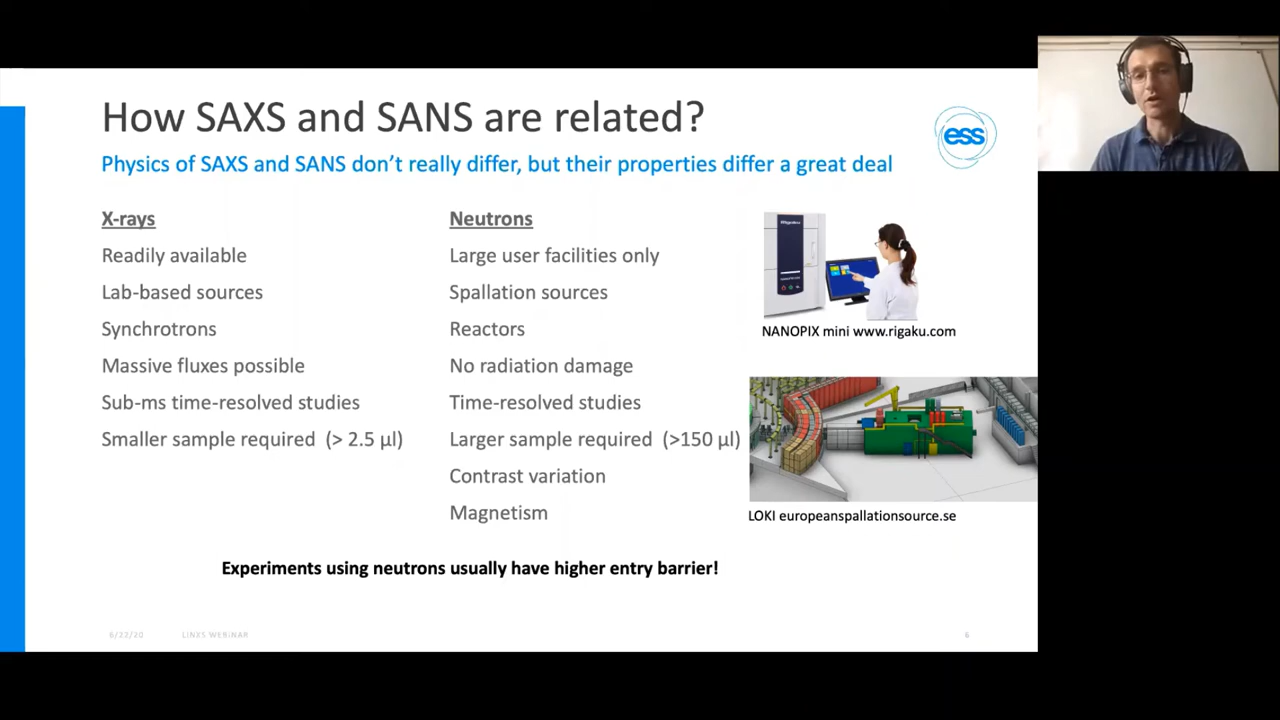 How SAXS and SANS are related?
ess
Physics of SAXS and SANS don't really differ, but their properties differ a great deal
X-rays
Readily available
Lab-based sources
Synchrotrons
Massive fluxes possible
Sub-ms time-resolved studies
Smaller sample required (> 2.5 µl)
Neutrons
Large user facilities only
Spallation sources
Reactors
No radiation damage
Time-resolved studies
Larger sample required (>150 µl)
Contrast variation
Magnetism
NANOPIX mini www.rigaku.com
LOKI europeanspallationsource.se
Experiments using neutrons usually have higher entry barrier!
6/22/20
LINXS WEBINAR
6